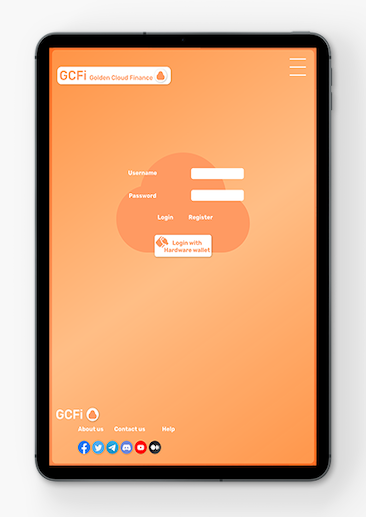 GCFi Golden Cloud Finance
Username
Password
Login Register
Login with
Hardware wallet
GCFi
About us Contact us Help